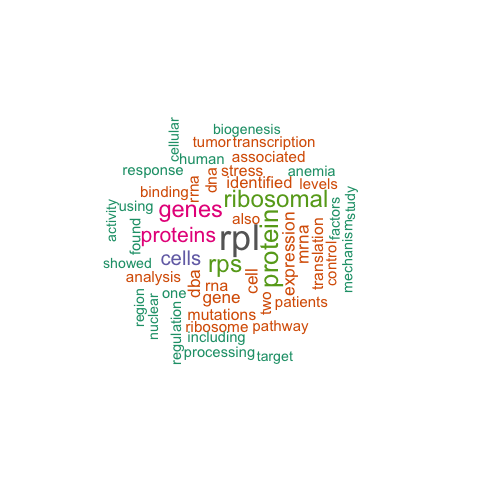 cellular
biogenesis
tumor
transcription
human
associated
response
stress
anemia
dna
rrna
identified
levels
binding
ribosomal
study
activity
using
genes
also
factors
mechanism
found
proteins
rpl
protein
expression
mrna
translation
control
showed
cells
rps
analysis
dba
rna
cell
region
nuclear
one
gene
two
patients
mutations
regulation
ribosome
pathway
including
processing
target